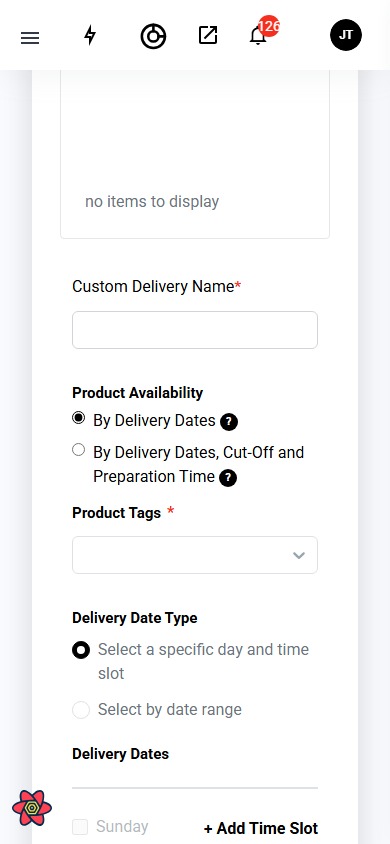 126
JT
no items to display
Custom Delivery Name*
Product Availability
By Delivery Dates ?
By Delivery Dates, Cut-Off and
Preparation Time ?
Product Tags *
Delivery Date Type
Select a specific day and time
slot
Select by date range
Delivery Dates
Sunday
+ Add Time Slot